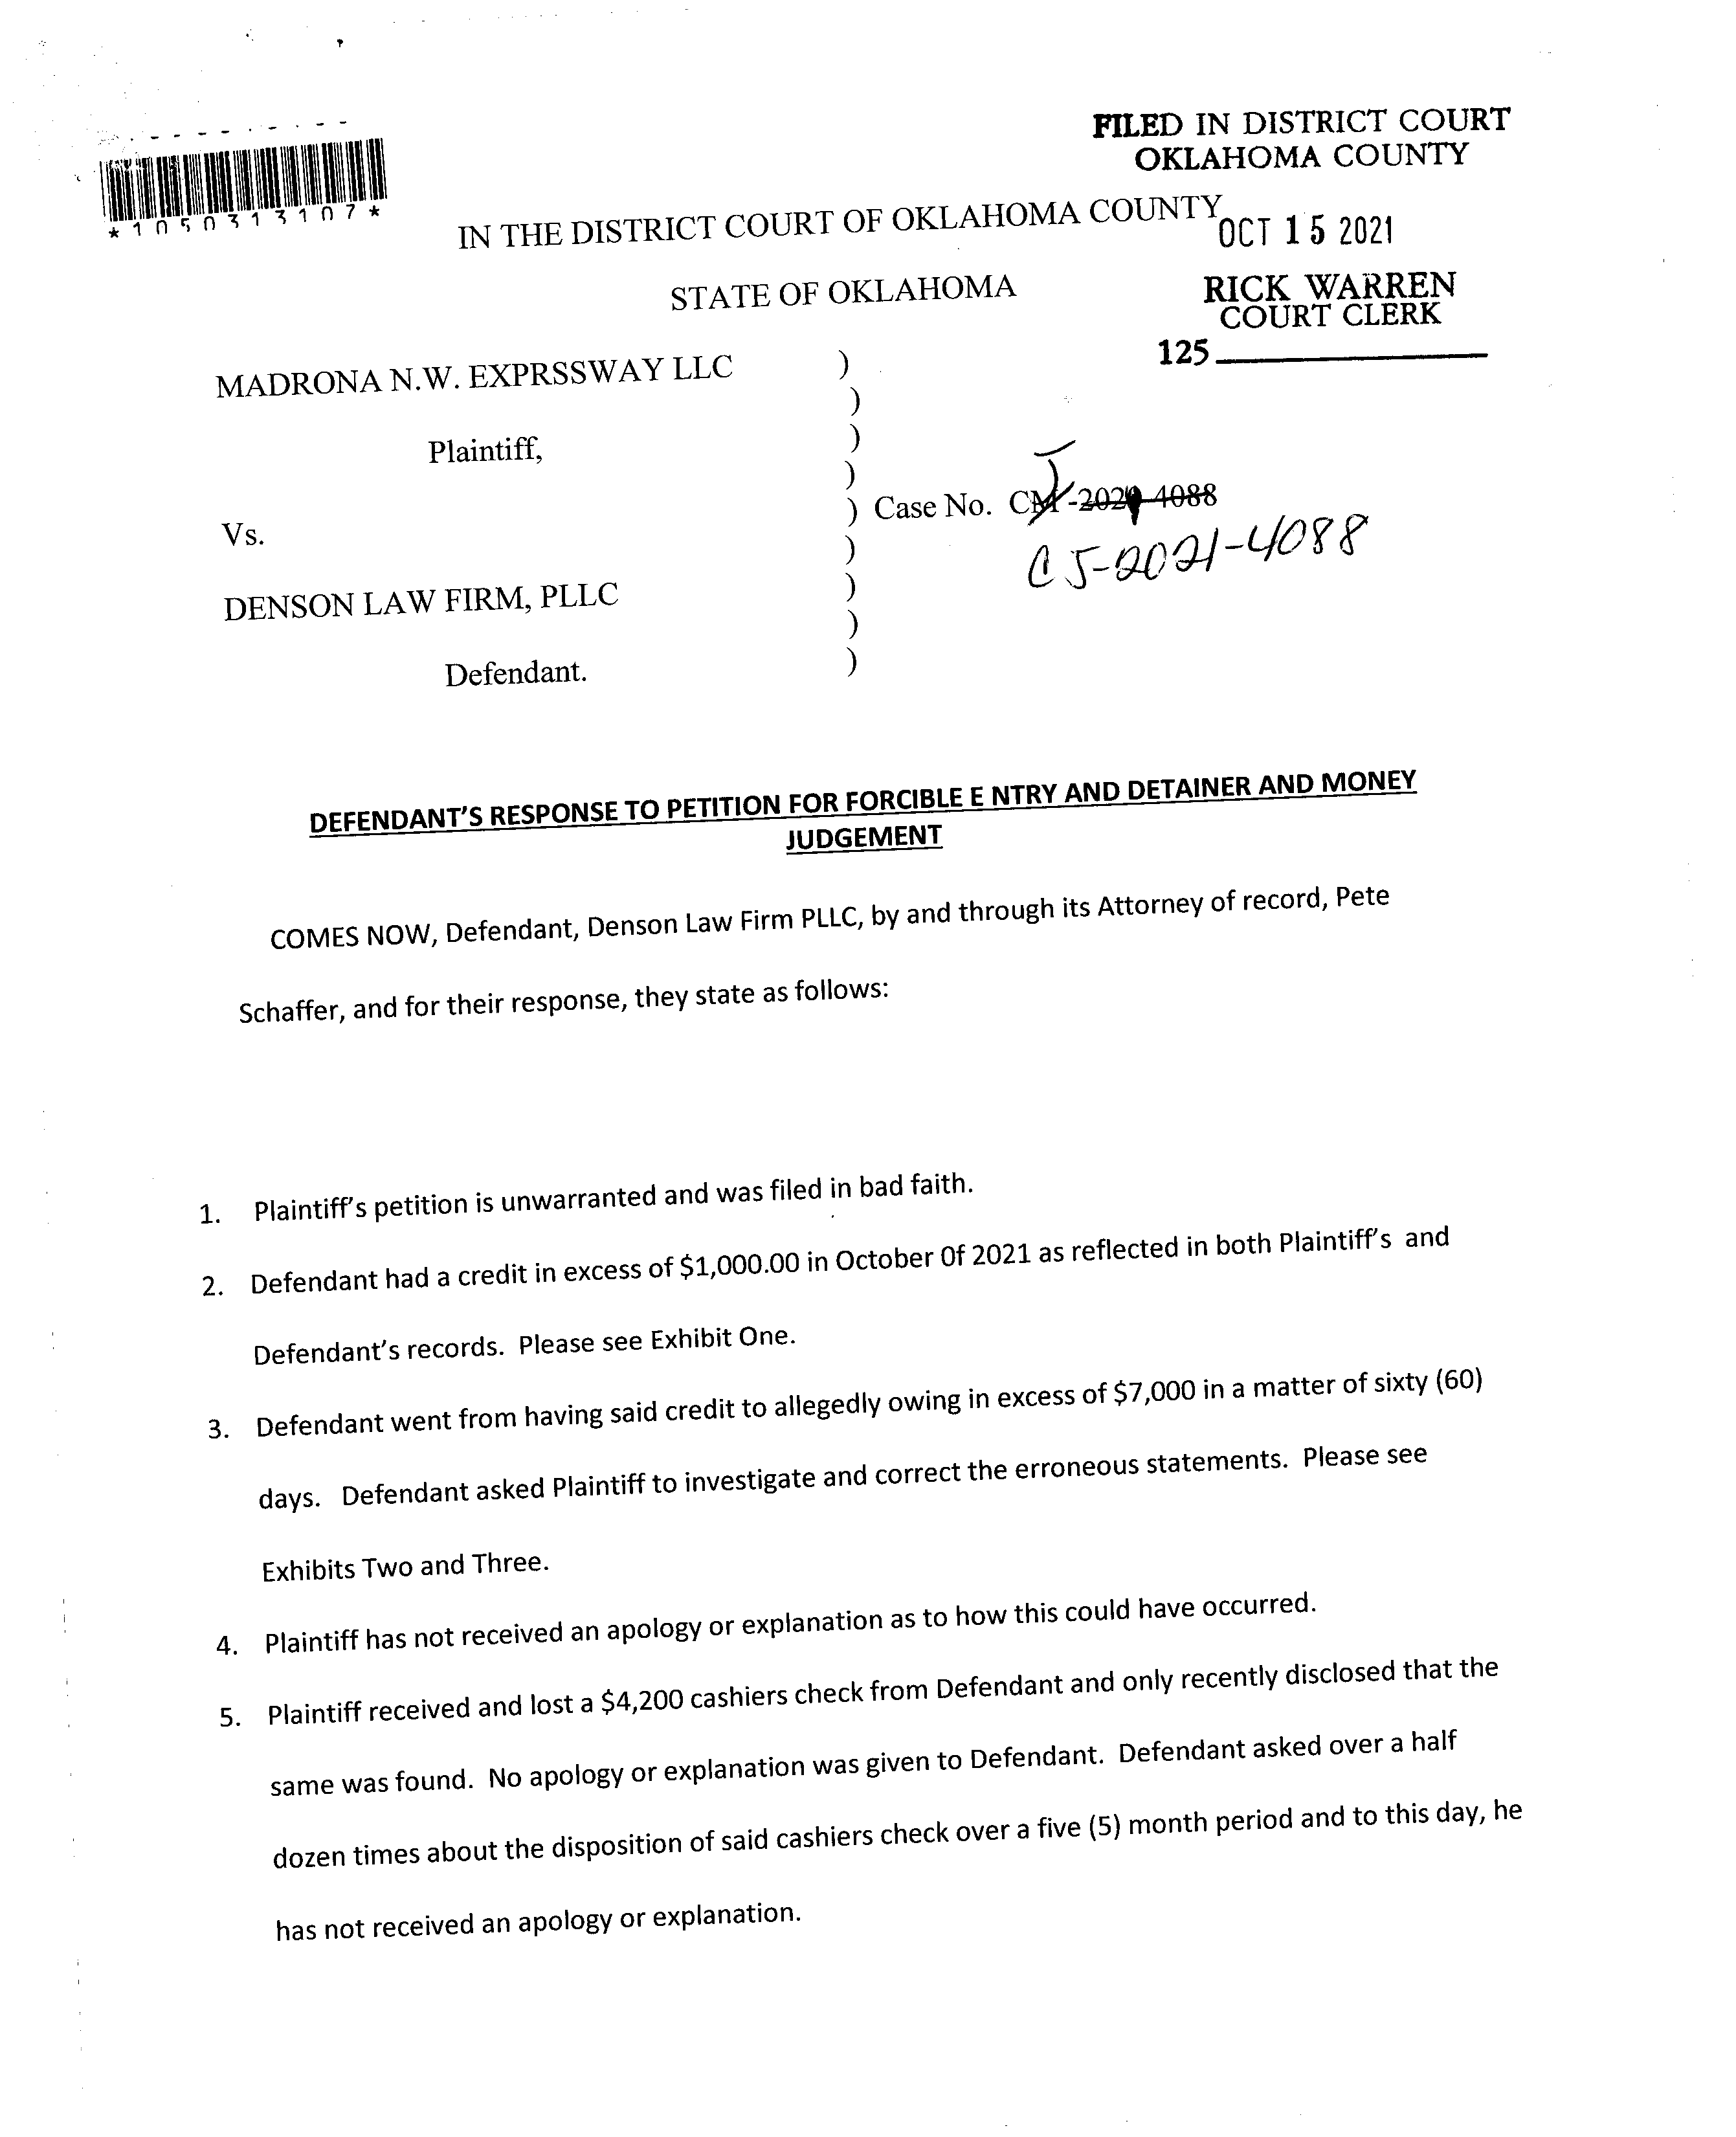 FILED IN DISTRICT COURT
OKLAHOMA COUNTY
*1050313107*
IN THE DISTRICT COURT OF OKLAHOMA COUNTY
OCT 15 2021
STATE OF OKLAHOMA
RICK WARREN
COURT CLERK
125
MADRONA N.W. EXPRSSWAY LLC )
)
Plaintiff, )
)
) Case No. CJ-2021-4088
CJ-2021-4088
Vs. )
)
DENSON LAW FIRM, PLLC )
Defendant. )
DEFENDANT'S RESPONSE TO PETITION FOR FORCIBLE E NTRY AND DETAINER AND MONEY
JUDGEMENT
COMES NOW, Defendant, Denson Law Firm PLLC, by and through its Attorney of record, Pete
Schaffer, and for their response, they state as follows:
1. Plaintiff's petition is unwarranted and was filed in bad faith.
2. Defendant had a credit in excess of $1,000.00 in October 0f 2021 as reflected in both Plaintiff's and
Defendant's records. Please see Exhibit One.
3. Defendant went from having said credit to allegedly owing in excess of $7,000 in a matter of sixty (60)
days. Defendant asked Plaintiff to investigate and correct the erroneous statements. Please see
Exhibits Two and Three.
4. Plaintiff has not received an apology or explanation as to how this could have occurred.
5. Plaintiff received and lost a $4,200 cashiers check from Defendant and only recently disclosed that the
same was found. No apology or explanation was given to Defendant. Defendant asked over a half
dozen times about the disposition of said cashiers check over a five (5) month period and to this day, he
has not received an apology or explanation.